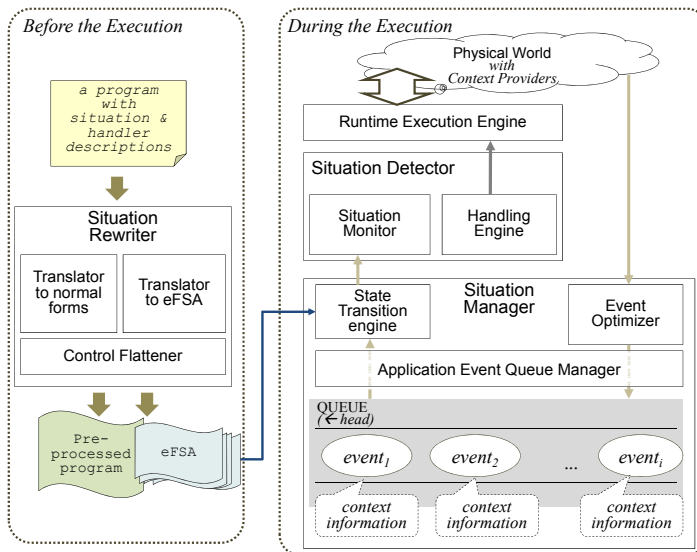 Before the Execution
a program
with
situation &
handler
descriptions
Situation
Rewriter
Translator
to normal
forms
Translator
to eFSA
Control Flattener
Pre-
processed
program
eFSA
During the Execution
Physical World
with
Context Providers
Runtime Execution Engine
Situation Detector
Situation
Monitor
Handling
Engine
State
Transition
engine
Situation
Manager
Event
Optimizer
Application Event Queue Manager
QUEUE
(← head)
event1
event2
...
eventi
context
information
context
information
context
information